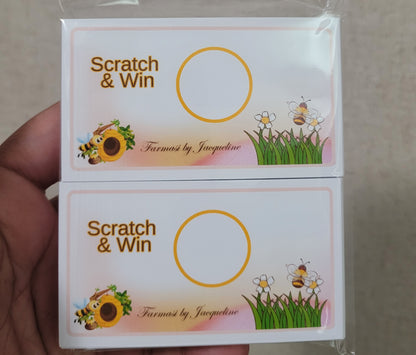 Scratch
& Win
Farmasi by Jacqueline
Scratch
& Win
Farmasi by Jacqueline